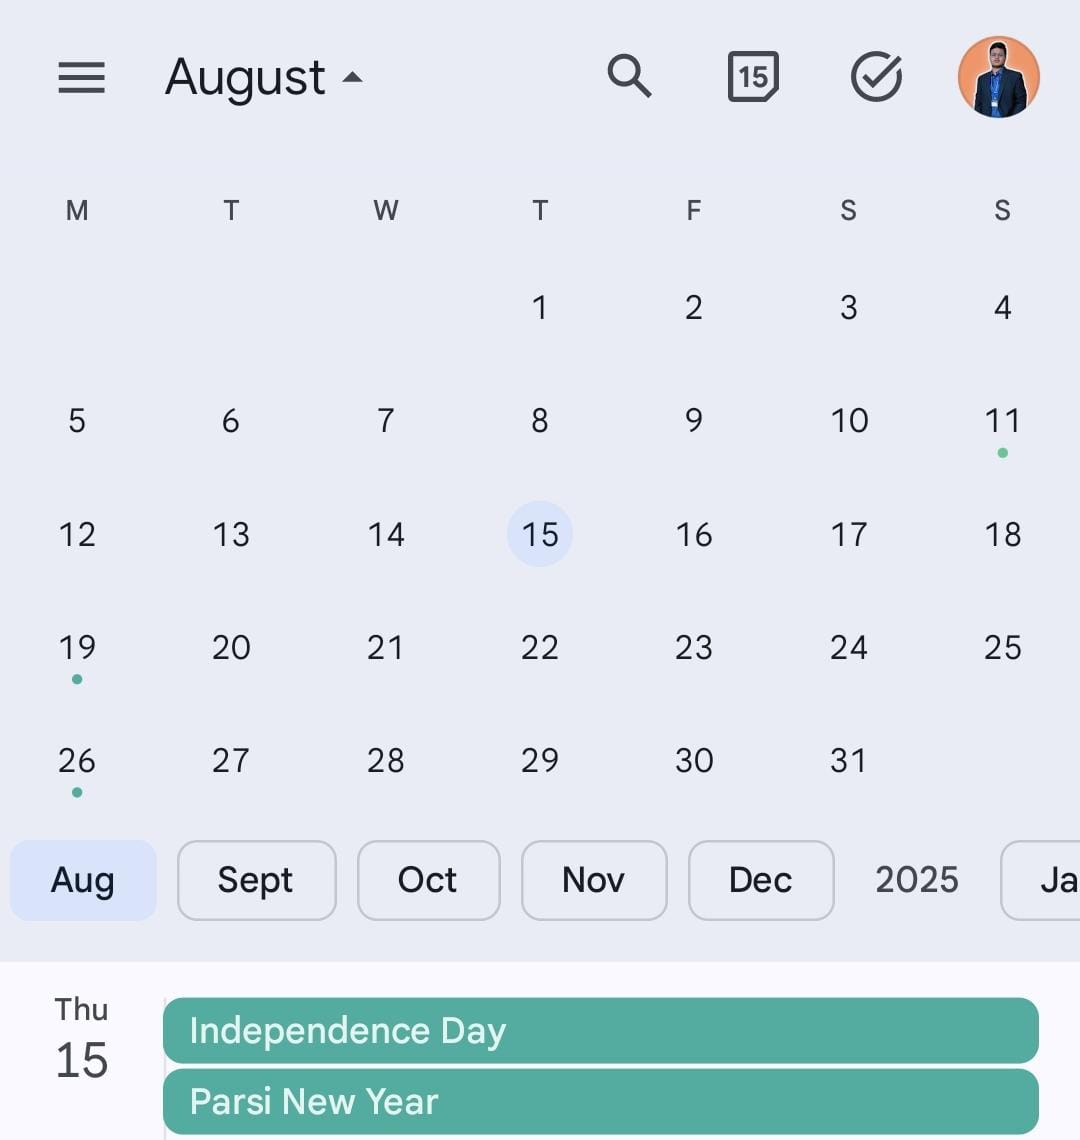 August 15
M T W T F S S
1 2 3 4
5 6 7 8 9 10 11
12 13 14 15 16 17 18
19 20 21 22 23 24 25
26 27 28 29 30 31
Aug Sept Oct Nov Dec 2025 Ja
Thu Independence Day
15 Parsi New Year